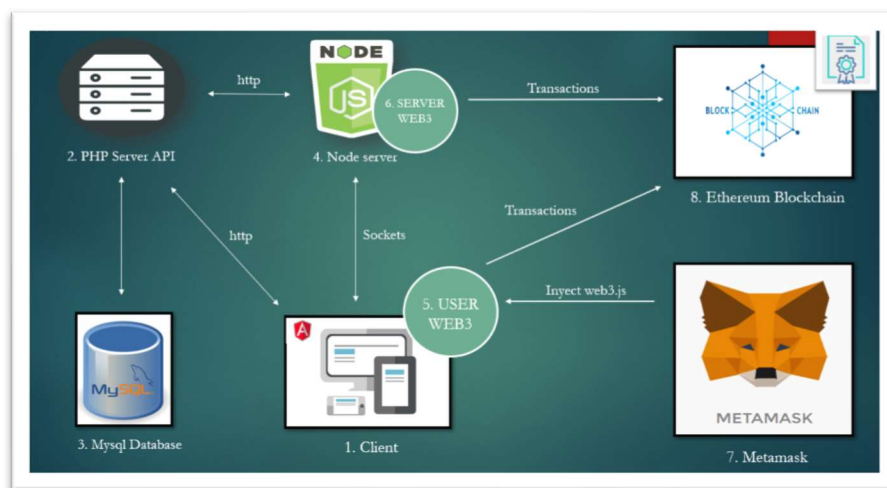 NODE
JS
6. SERVER
WEB3
http
Transactions
BLOCK CHAIN
2. PHP Server API
4. Node server
8. Ethereum Blockchain
Transactions
http
Sockets
Inyect web3.js
5. USER
WEB3
A
MySQL
METAMASK
3. Mysql Database
1. Client
7. Metamask